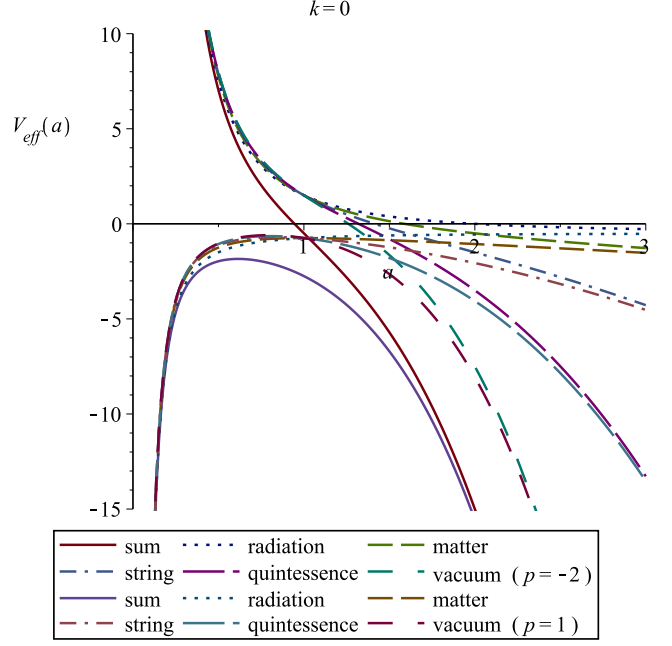 k=0
10
V_eff(a)
5
0
1 2 3
a
-5
-10
-15
sum radiation matter
string quintessence vacuum (p=-2)
sum radiation matter
string quintessence vacuum (p=1)